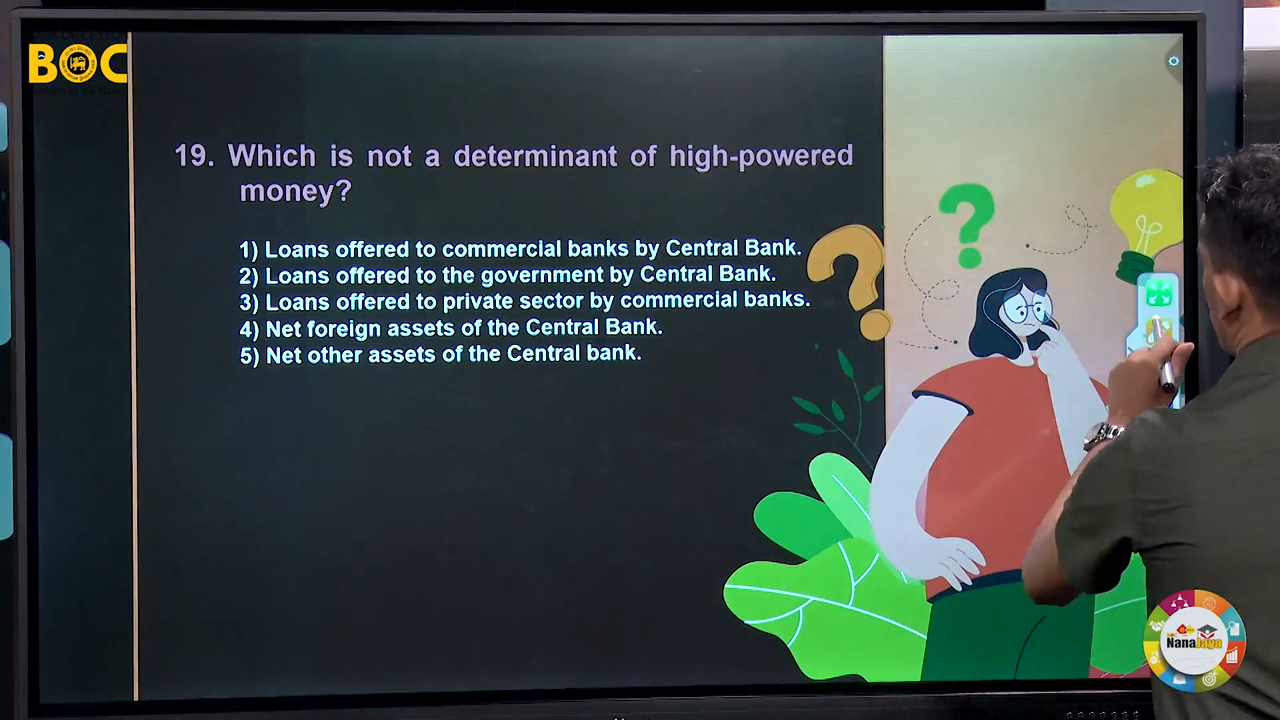 BOC
19. Which is not a determinant of high-powered
money?
1) Loans offered to commercial banks by Central Bank.
2) Loans offered to the government by Central Bank.
3) Loans offered to private sector by commercial banks.
4) Net foreign assets of the Central Bank.
5) Net other assets of the Central bank.
NanaJaya